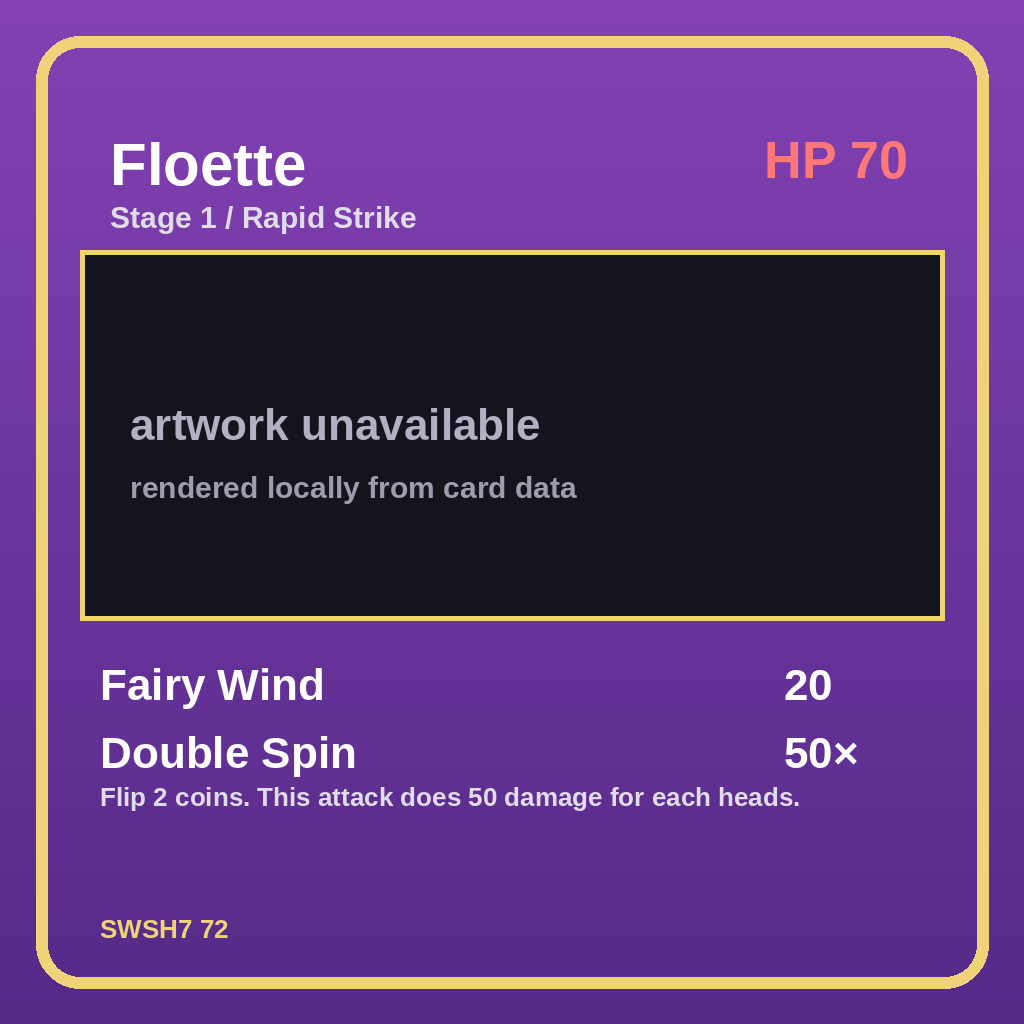 Floette
HP 70
Stage 1 / Rapid Strike
artwork unavailable
rendered locally from card data
Fairy Wind 20
Double Spin 50×
Flip 2 coins. This attack does 50 damage for each heads.
SWSH7 72